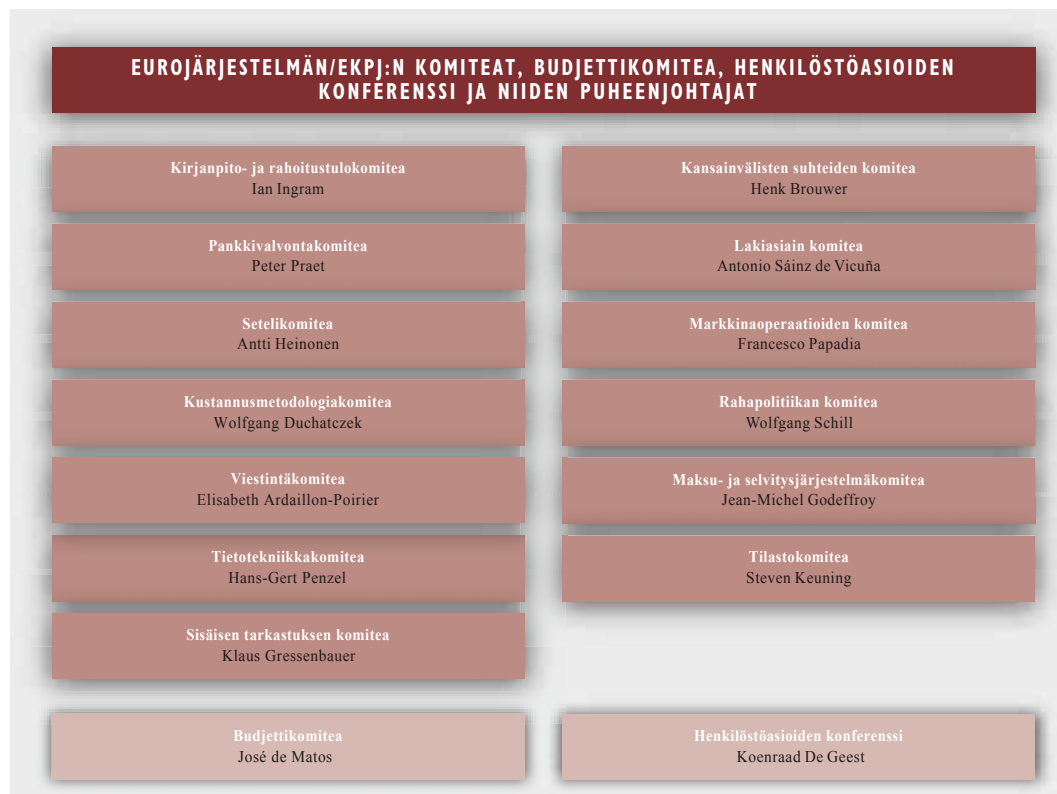 EUROJÄRJESTELMÄN/EKPJ:N KOMITEAT, BUDJETTIKOMITEA, HENKILÖSTÖASIOIDEN
KONFERENSSI JA NIIDEN PUHEENJOHTAJAT
Kirjanpito- ja rahoitustulokomitea
Ian Ingram
Pankkivalvontakomitea
Peter Praet
Setelikomitea
Antti Heinonen
Kustannusmetodologiakomitea
Wolfgang Duchatczek
Viestintäkomitea
Elisabeth Ardaillon-Poirier
Tietotekniikkakomitea
Hans-Gert Penzel
Sisäisen tarkastuksen komitea
Klaus Gressenbauer
Kansainvälisten suhteiden komitea
Henk Brouwer
Lakiasiain komitea
Antonio Sáinz de Vicuña
Markkinaoperaatioiden komitea
Francesco Papadia
Rahapolitiikan komitea
Wolfgang Schill
Maksu- ja selvitysjärjestelmäkomitea
Jean-Michel Godeffroy
Tilastokomitea
Steven Keuning
Budjettikomitea
José de Matos
Henkilöstöasioiden konferenssi
Koenraad De Geest